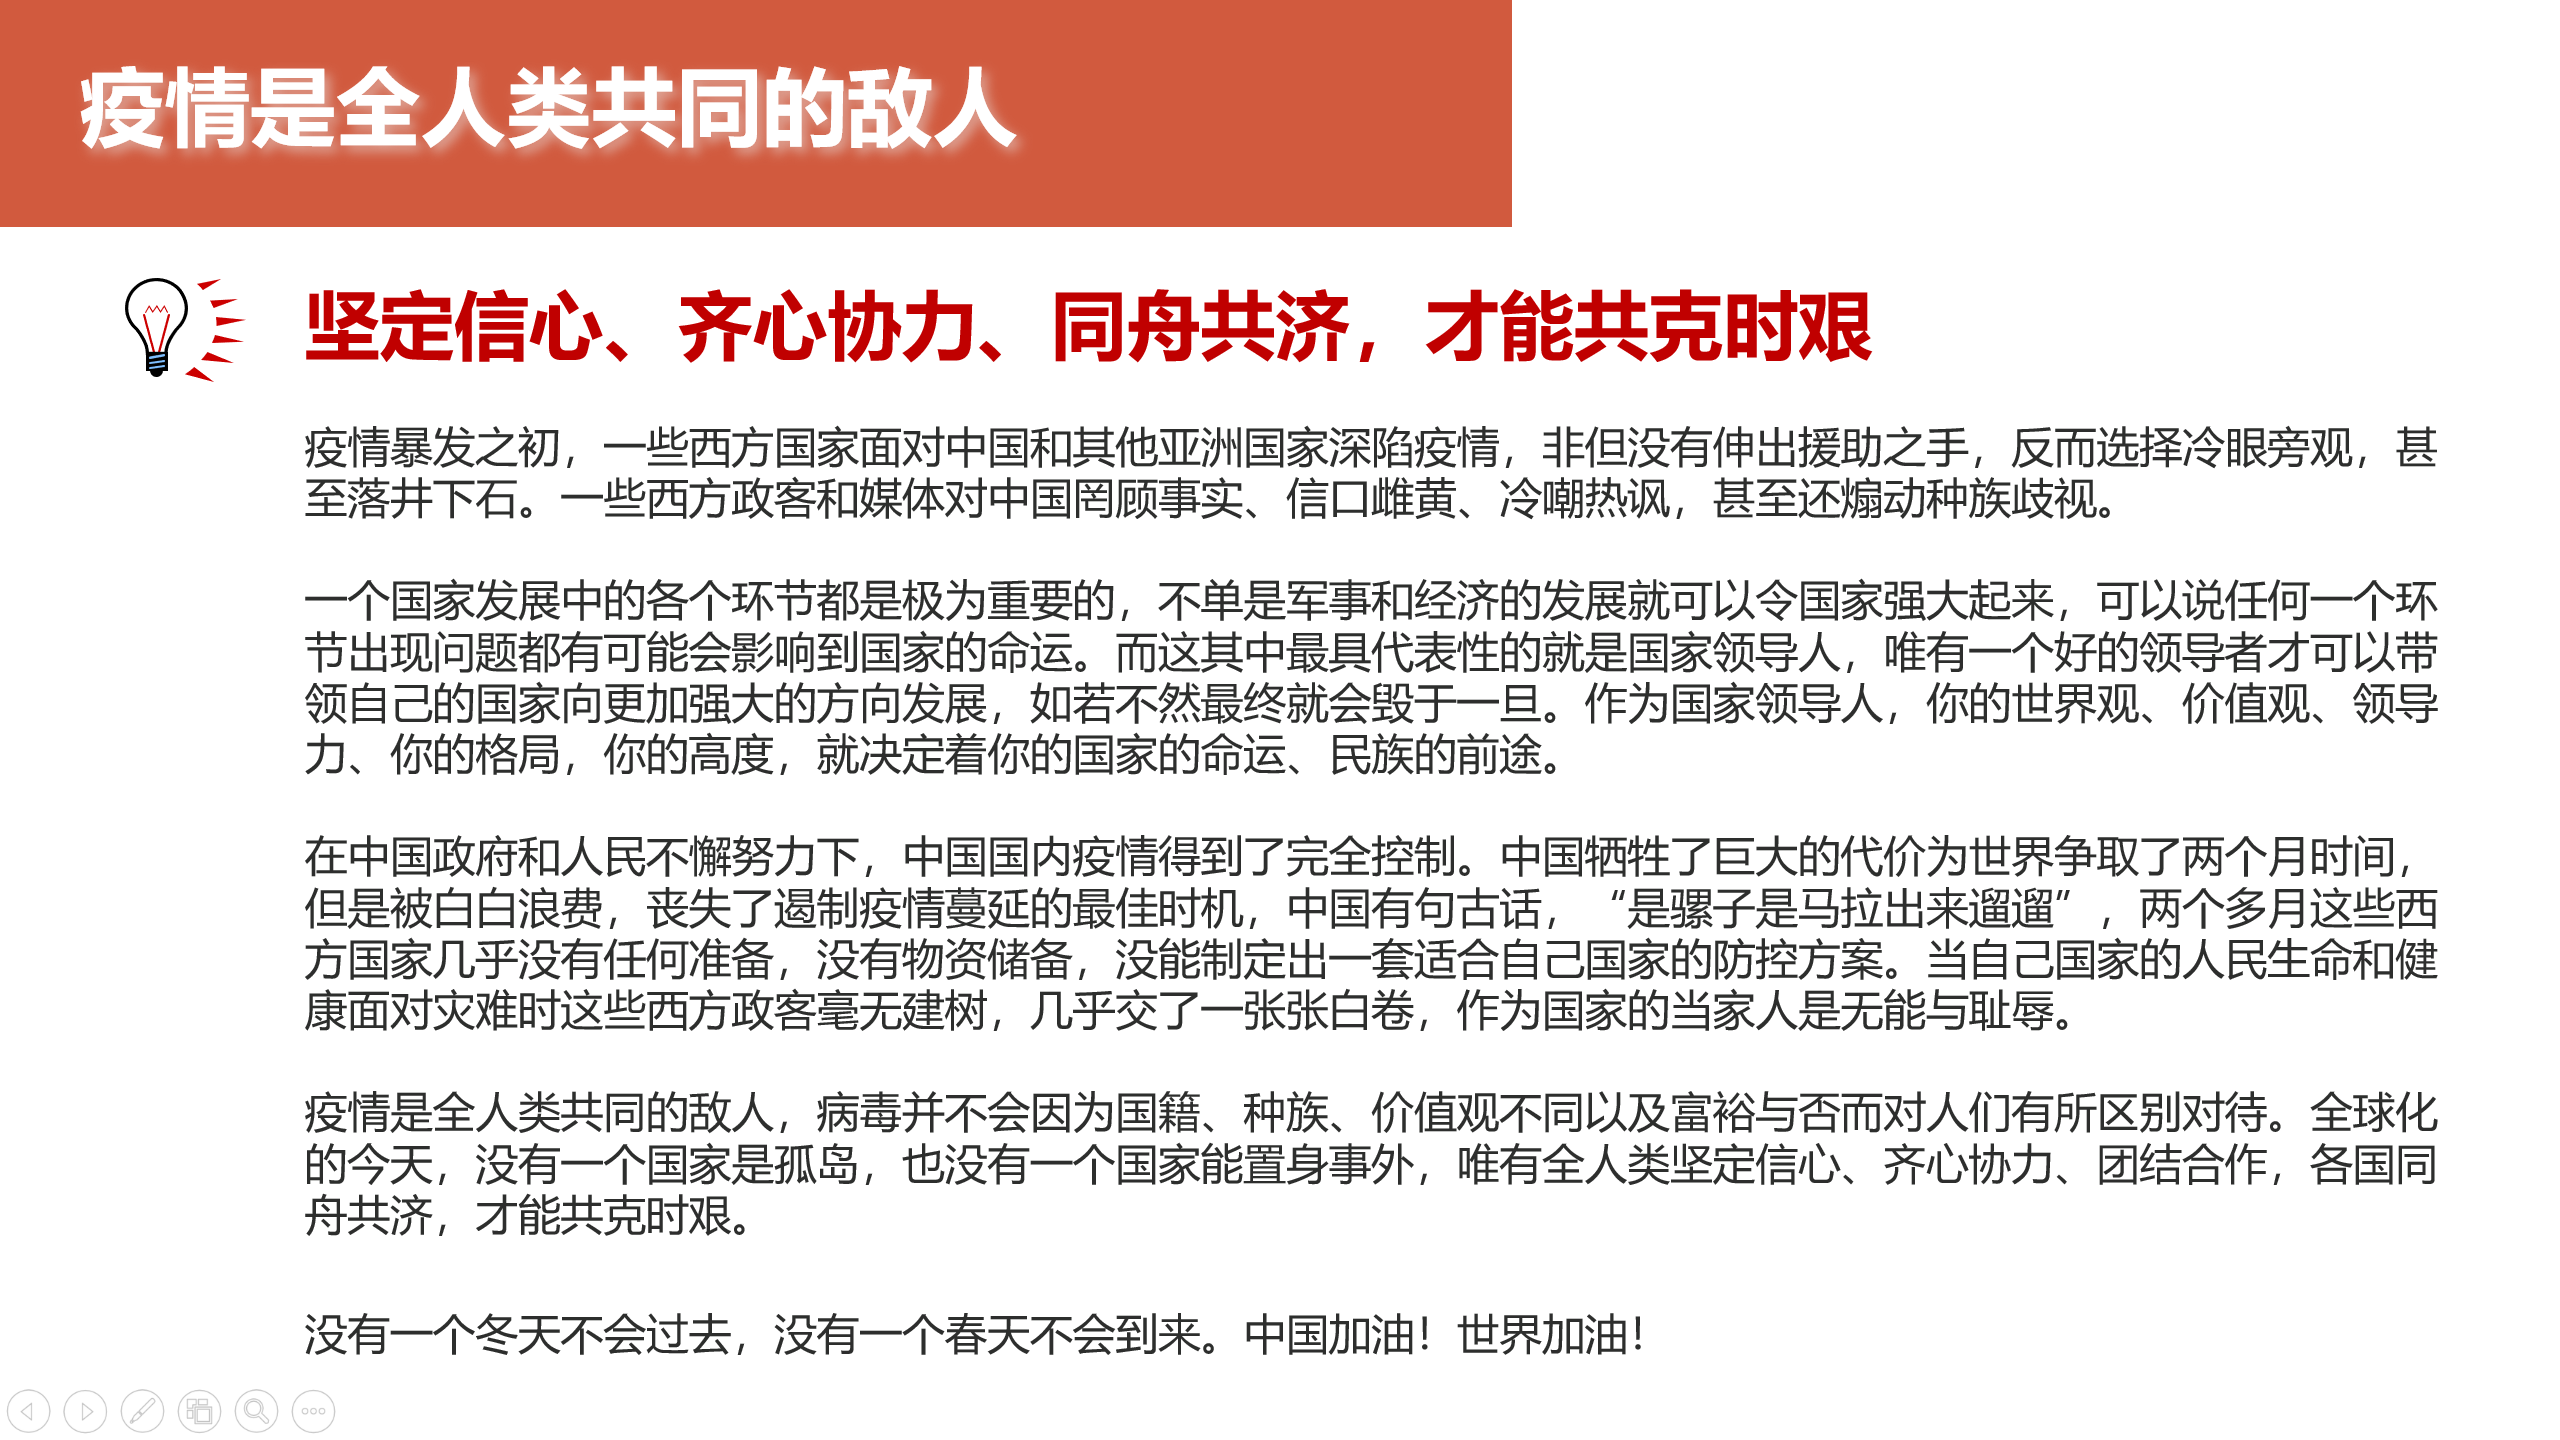 疫情是全人类共同的敌人
坚定信心、齐心协力、同舟共济，才能共克时艰
疫情暴发之初，一些西方国家面对中国和其他亚洲国家深陷疫情，非但没有伸出援助之手，反而选择冷眼旁观，甚
至落井下石。一些西方政客和媒体对中国罔顾事实、信口雌黄、冷嘲热讽，甚至还煽动种族歧视。
一个国家发展中的各个环节都是极为重要的，不单是军事和经济的发展就可以令国家强大起来，可以说任何一个环
节出现问题都有可能会影响到国家的命运。而这其中最具代表性的就是国家领导人，唯有一个好的领导者才可以带
领自己的国家向更加强大的方向发展，如若不然最终就会毁于一旦。作为国家领导人，你的世界观、价值观、领导
力、你的格局，你的高度，就决定着你的国家的命运、民族的前途。
在中国政府和人民不懈努力下，中国国内疫情得到了完全控制。中国牺牲了巨大的代价为世界争取了两个月时间，
但是被白白浪费，丧失了遏制疫情蔓延的最佳时机，中国有句古话，“是骡子是马拉出来遛遛”，两个多月这些西
方国家几乎没有任何准备，没有物资储备，没能制定出一套适合自己国家的防控方案。当自己国家的人民生命和健
康面对灾难时这些西方政客毫无建树，几乎交了一张张白卷，作为国家的当家人是无能与耻辱。
疫情是全人类共同的敌人，病毒并不会因为国籍、种族、价值观不同以及富裕与否而对人们有所区别对待。全球化
的今天，没有一个国家是孤岛，也没有一个国家能置身事外，唯有全人类坚定信心、齐心协力、团结合作，各国同
舟共济，才能共克时艰。
没有一个冬天不会过去，没有一个春天不会到来。中国加油！世界加油！